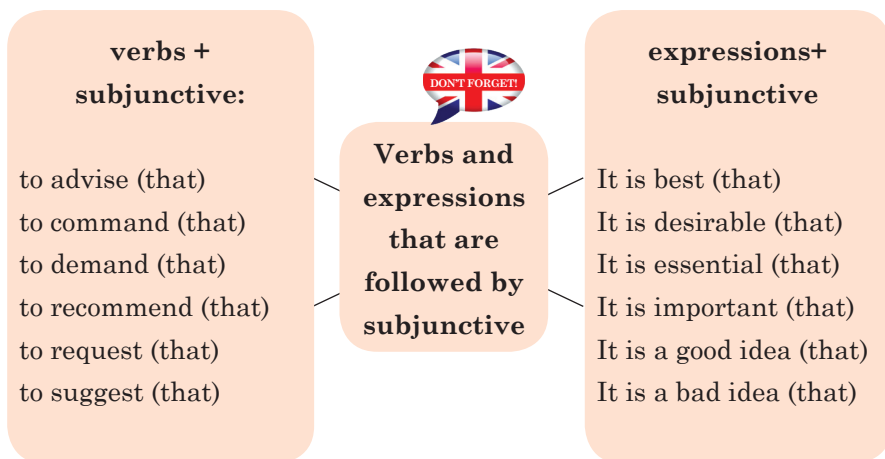 verbs +
subjunctive:
to advise (that)
to command (that)
to demand (that)
to recommend (that)
to request (that)
to suggest (that)
DON'T FORGET!
Verbs and
expressions
that are
followed by
subjunctive
expressions+
subjunctive
It is best (that)
It is desirable (that)
It is essential (that)
It is important (that)
It is a good idea (that)
It is a bad idea (that)